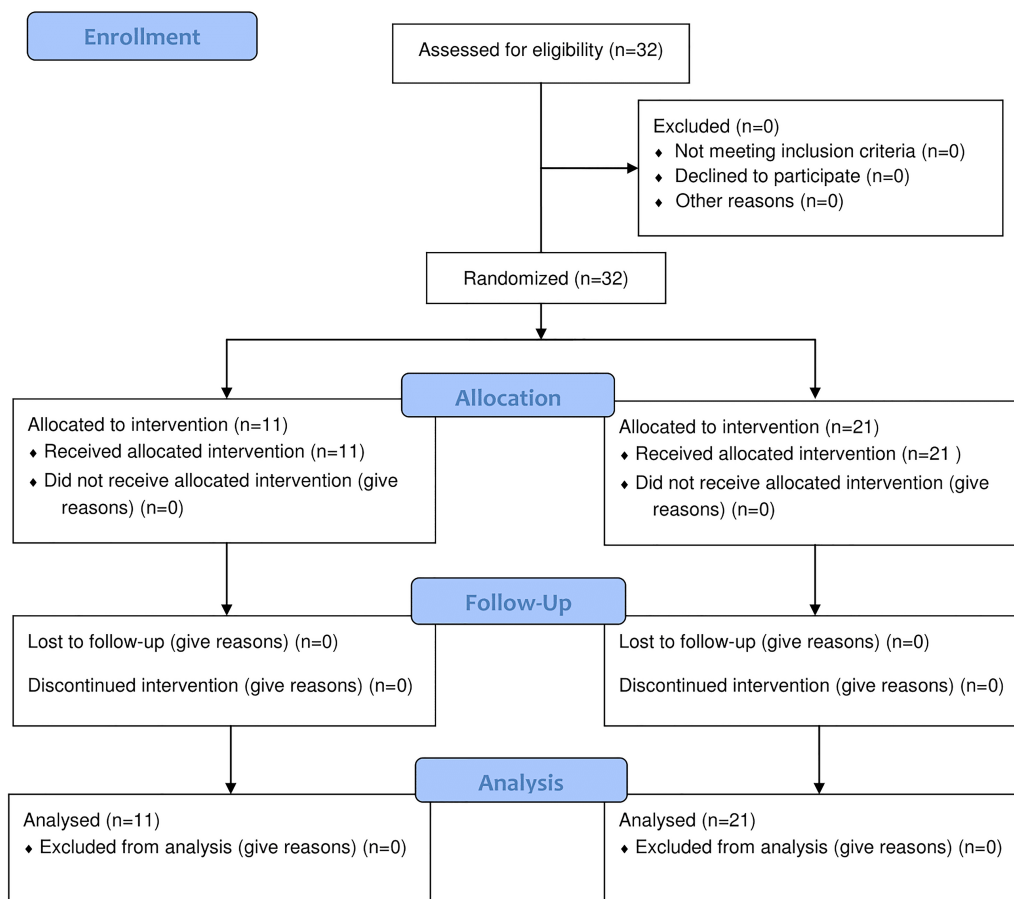 Enrollment
Assessed for eligibility (n=32)
Excluded (n=0)
♦ Not meeting inclusion criteria (n=0)
♦ Declined to participate (n=0)
♦ Other reasons (n=0)
Randomized (n=32)
Allocation
Allocated to intervention (n=11)
♦ Received allocated intervention (n=11)
♦ Did not receive allocated intervention (give
reasons) (n=0)
Allocated to intervention (n=21)
♦ Received allocated intervention (n=21 )
♦ Did not receive allocated intervention (give
reasons) (n=0)
Follow-Up
Lost to follow-up (give reasons) (n=0)
Discontinued intervention (give reasons) (n=0)
Lost to follow-up (give reasons) (n=0)
Discontinued intervention (give reasons) (n=0)
Analysis
Analysed (n=11)
♦ Excluded from analysis (give reasons) (n=0)
Analysed (n=21)
♦ Excluded from analysis (give reasons) (n=0)